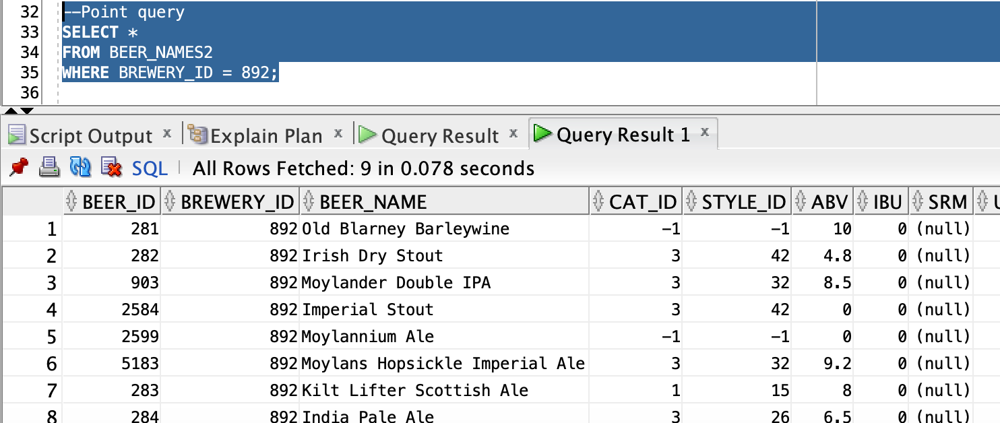 32 --Point query
33 SELECT *
34 FROM BEER_NAMES2
35 WHERE BREWERY_ID = 892;
36
Script Output x Explain Plan x Query Result x Query Result 1 x
SQL All Rows Fetched: 9 in 0.078 seconds
BEER_ID BREWERY_ID BEER_NAME CAT_ID STYLE_ID ABV IBU SRM
1 281 892 Old Blarney Barleywine -1 -1 10 0 (null)
2 282 892 Irish Dry Stout 3 42 4.8 0 (null)
3 903 892 Moylander Double IPA 3 32 8.5 0 (null)
4 2584 892 Imperial Stout 3 42 0 0 (null)
5 2599 892 Moylannium Ale -1 -1 0 0 (null)
6 5183 892 Moylans Hopsickle Imperial Ale 3 32 9.2 0 (null)
7 283 892 Kilt Lifter Scottish Ale 1 15 8 0 (null)
8 284 892 India Pale Ale 3 26 6.5 0 (null)